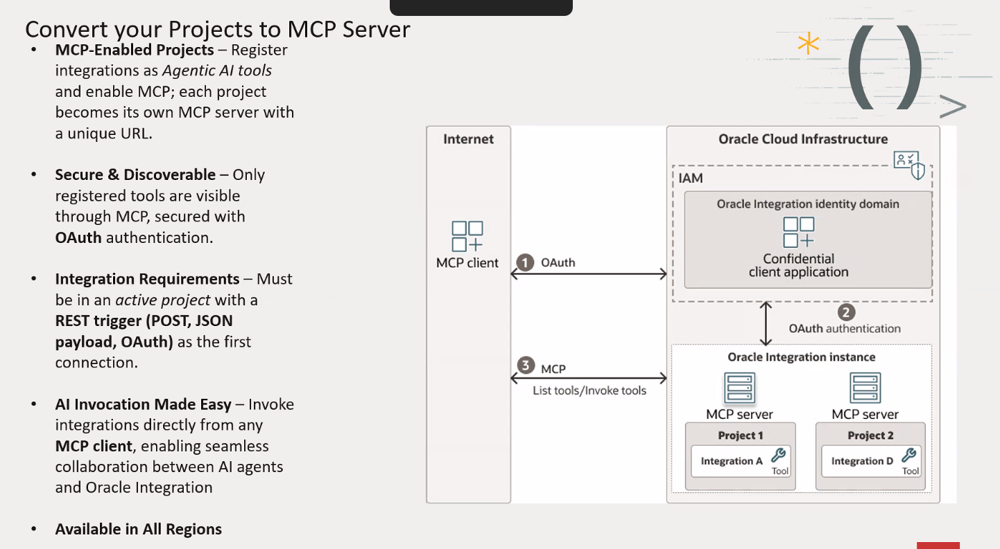 Convert your Projects to MCP Server
• MCP-Enabled Projects – Register
integrations as Agentic AI tools
and enable MCP; each project
becomes its own MCP server with
a unique URL.
• Secure & Discoverable – Only
registered tools are visible
through MCP, secured with
OAuth authentication.
• Integration Requirements – Must
be in an active project with a
REST trigger (POST, JSON
payload, OAuth) as the first
connection.
• AI Invocation Made Easy – Invoke
integrations directly from any
MCP client, enabling seamless
collaboration between AI agents
and Oracle Integration
• Available in All Regions
* ( ) >
Internet
MCP client
1 OAuth
3 MCP
List tools/Invoke tools
Oracle Cloud Infrastructure
IAM
Oracle Integration identity domain
Confidential
client application
2
OAuth authentication
Oracle Integration instance
MCP server
Project 1
Integration A
Tool
MCP server
Project 2
Integration D
Tool